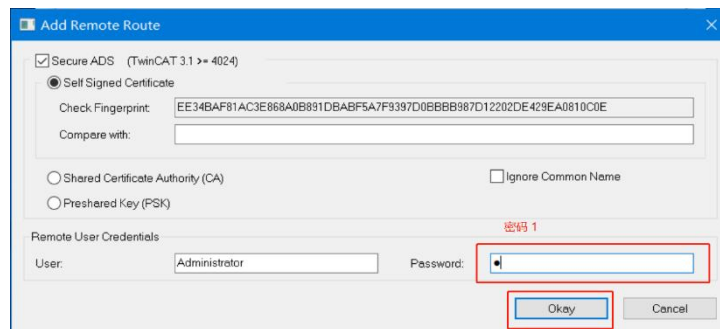 Add Remote Route
Secure ADS (TwinCAT 3.1 >= 4024)
Self Signed Certificate
Check Fingerprint: EE34BAF81AC3E868A0B891DBABF5A7F9397D0BBBB987D12202DE429EA0810C0E
Compare with:
Shared Certificate Authority (CA)
Ignore Common Name
Preshared Key (PSK)
密码 1
Remote User Credentials
User: Administrator Password: ●
Okay Cancel